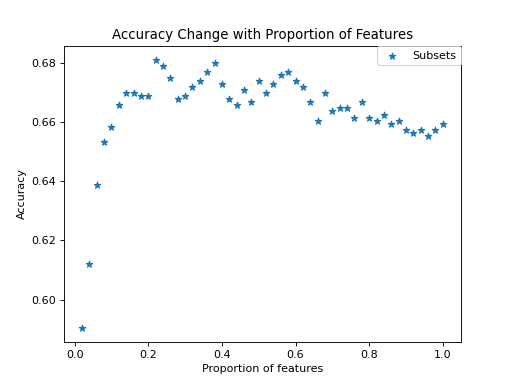 Accuracy Change with Proportion of Features
Subsets
0.68
0.66
0.64
0.62
0.60
Accuracy
0.0 0.2 0.4 0.6 0.8 1.0
Proportion of features